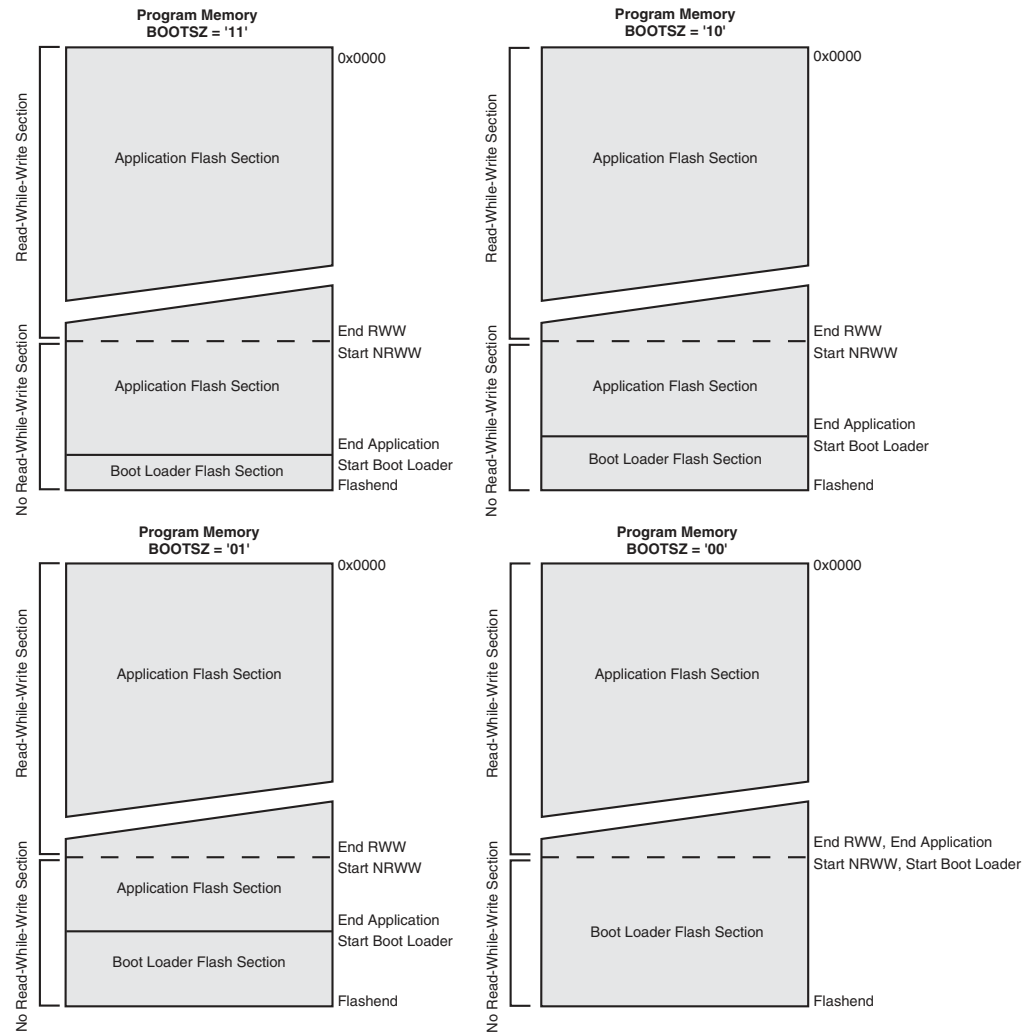 Program Memory
BOOTSZ = '11'
0x0000
Read-While-Write Section
Application Flash Section
End RWW
Start NRWW
No Read-While-Write Section
Application Flash Section
End Application
Start Boot Loader
Boot Loader Flash Section
Flashend
Program Memory
BOOTSZ = '10'
0x0000
Read-While-Write Section
Application Flash Section
End RWW
Start NRWW
No Read-While-Write Section
Application Flash Section
End Application
Start Boot Loader
Boot Loader Flash Section
Flashend
Program Memory
BOOTSZ = '01'
0x0000
Read-While-Write Section
Application Flash Section
End RWW
Start NRWW
No Read-While-Write Section
Application Flash Section
End Application
Start Boot Loader
Boot Loader Flash Section
Flashend
Program Memory
BOOTSZ = '00'
0x0000
Read-While-Write Section
Application Flash Section
End RWW, End Application
Start NRWW, Start Boot Loader
No Read-While-Write Section
Boot Loader Flash Section
Flashend